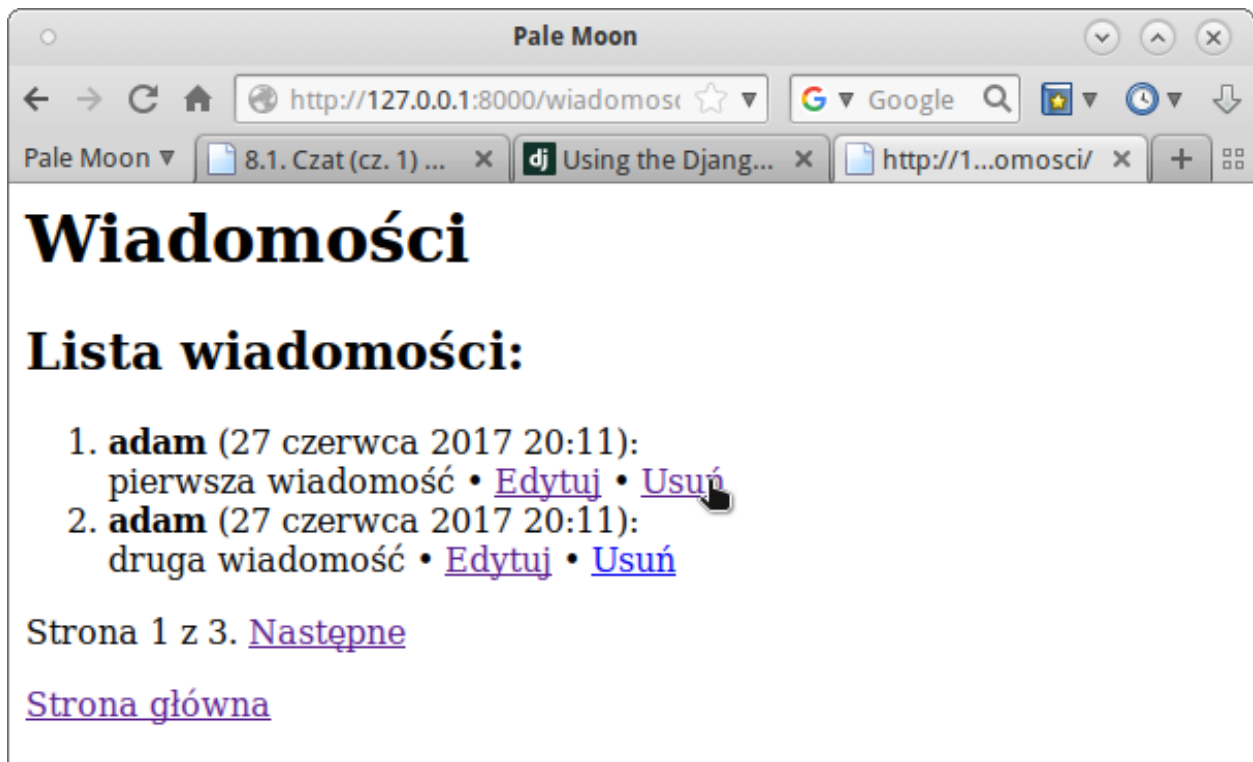 Pale Moon
http://127.0.0.1:8000/wiadomosc
Google
Pale Moon
8.1. Czat (cz. 1) ...
dj Using the Djang...
http://1...omosci/
Wiadomości
Lista wiadomości:
1. adam (27 czerwca 2017 20:11):
pierwsza wiadomość • Edytuj • Usuń
2. adam (27 czerwca 2017 20:11):
druga wiadomość • Edytuj • Usuń
Strona 1 z 3. Następne
Strona główna